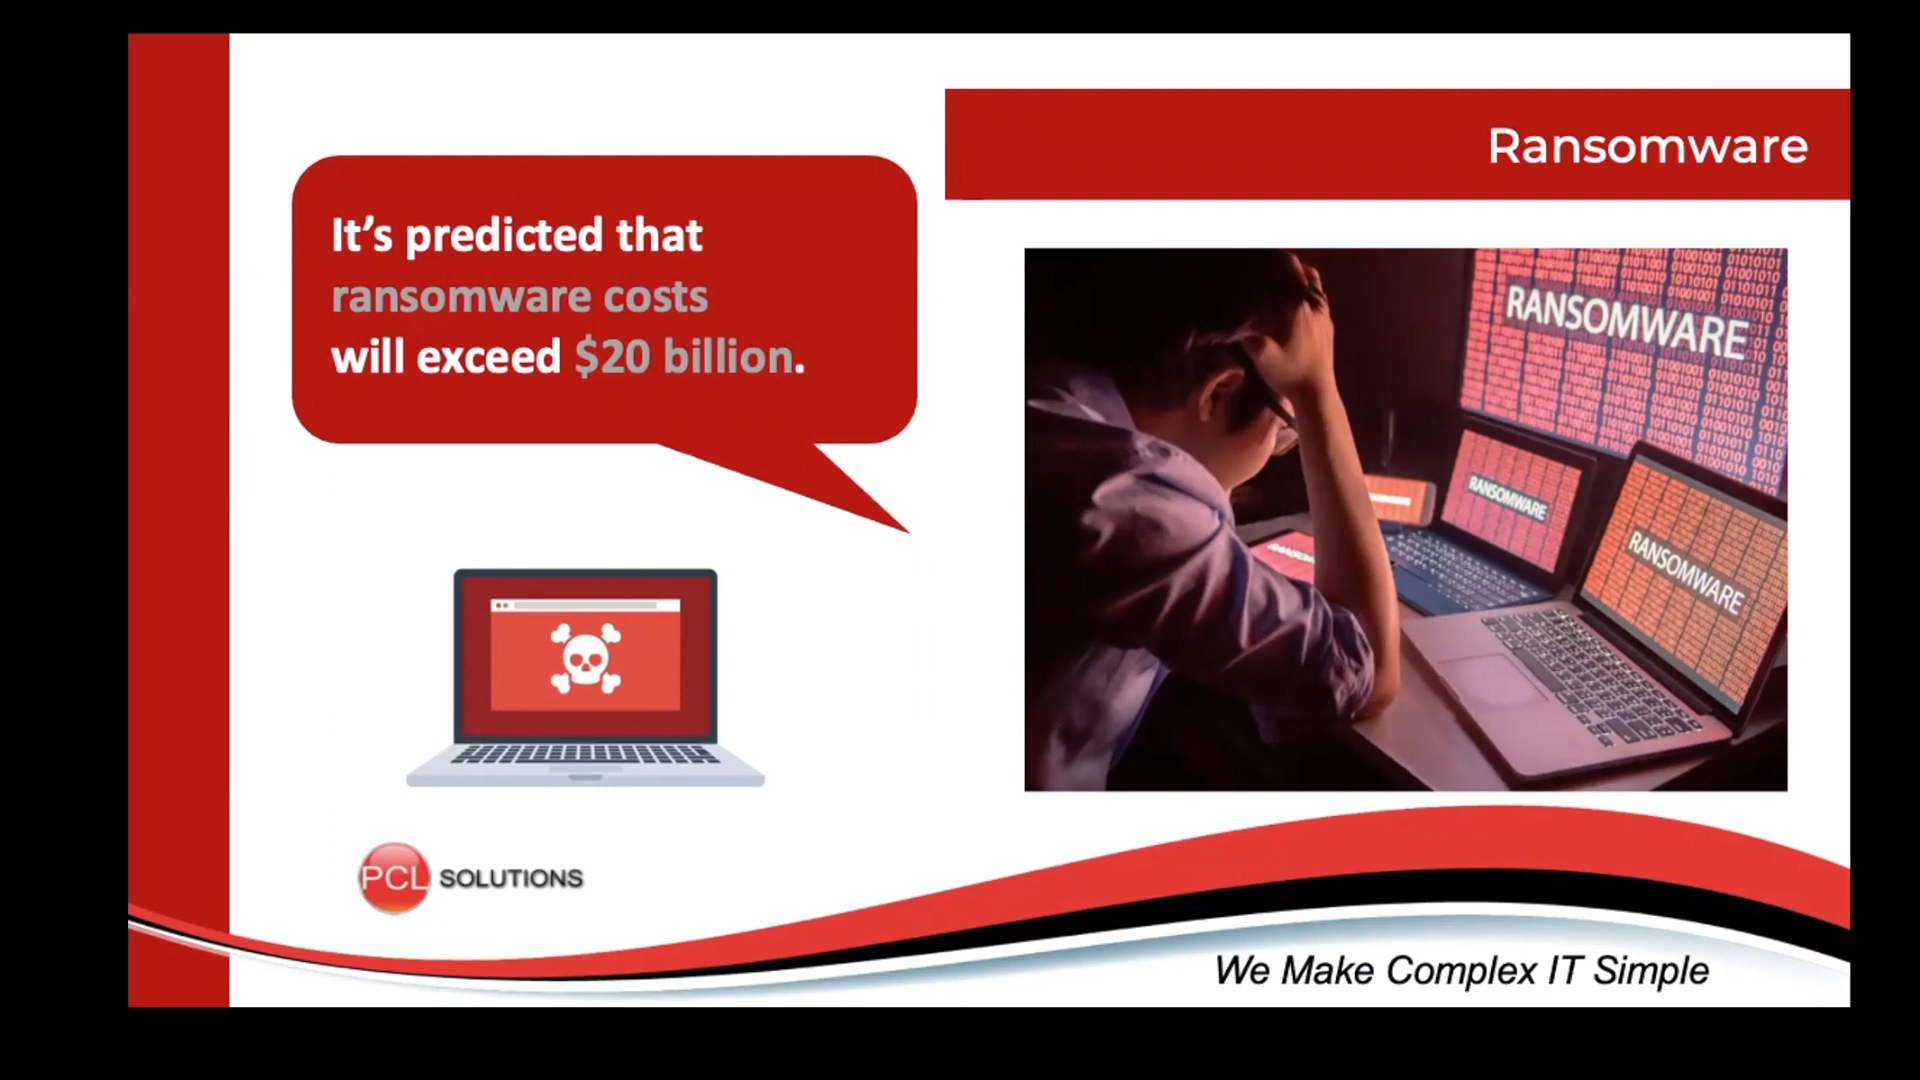 Ransomware
It's predicted that
ransomware costs
will exceed $20 billion.
RANSOMWARE
RANSOMWARE
RANSOMWARE
PCL SOLUTIONS
We Make Complex IT Simple